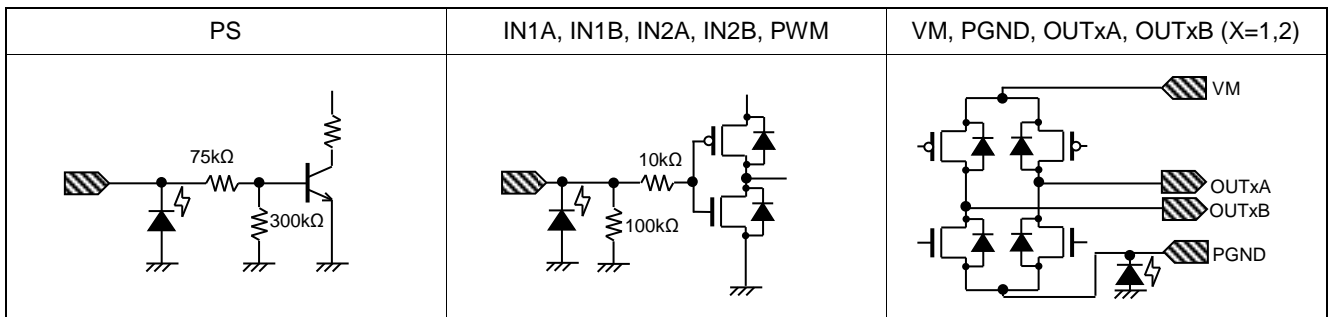 PS
IN1A, IN1B, IN2A, IN2B, PWM
VM, PGND, OUTxA, OUTxB (X=1,2)
75kΩ
300kΩ
10kΩ
100kΩ
VM
OUTxA
OUTxB
PGND